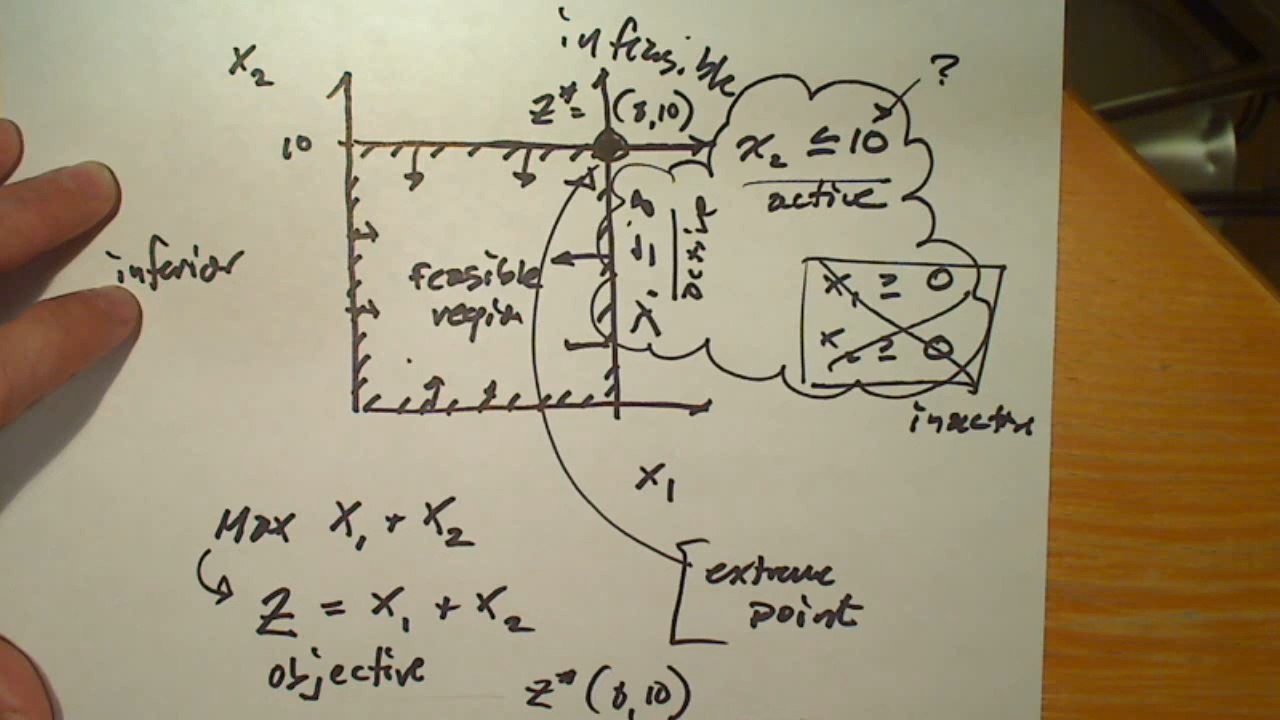 infeasible
X₂
?
Z* = (8,10)
10
x₂ ≤ 10
active
inferior
feasible
region
x₁ ≤ 8
active
x₁ ≥ 0
x₂ ≥ 0
inactive
X₁
Max X₁ + X₂
Z = X₁ + X₂
objective
extreme
point
Z* (8,10)